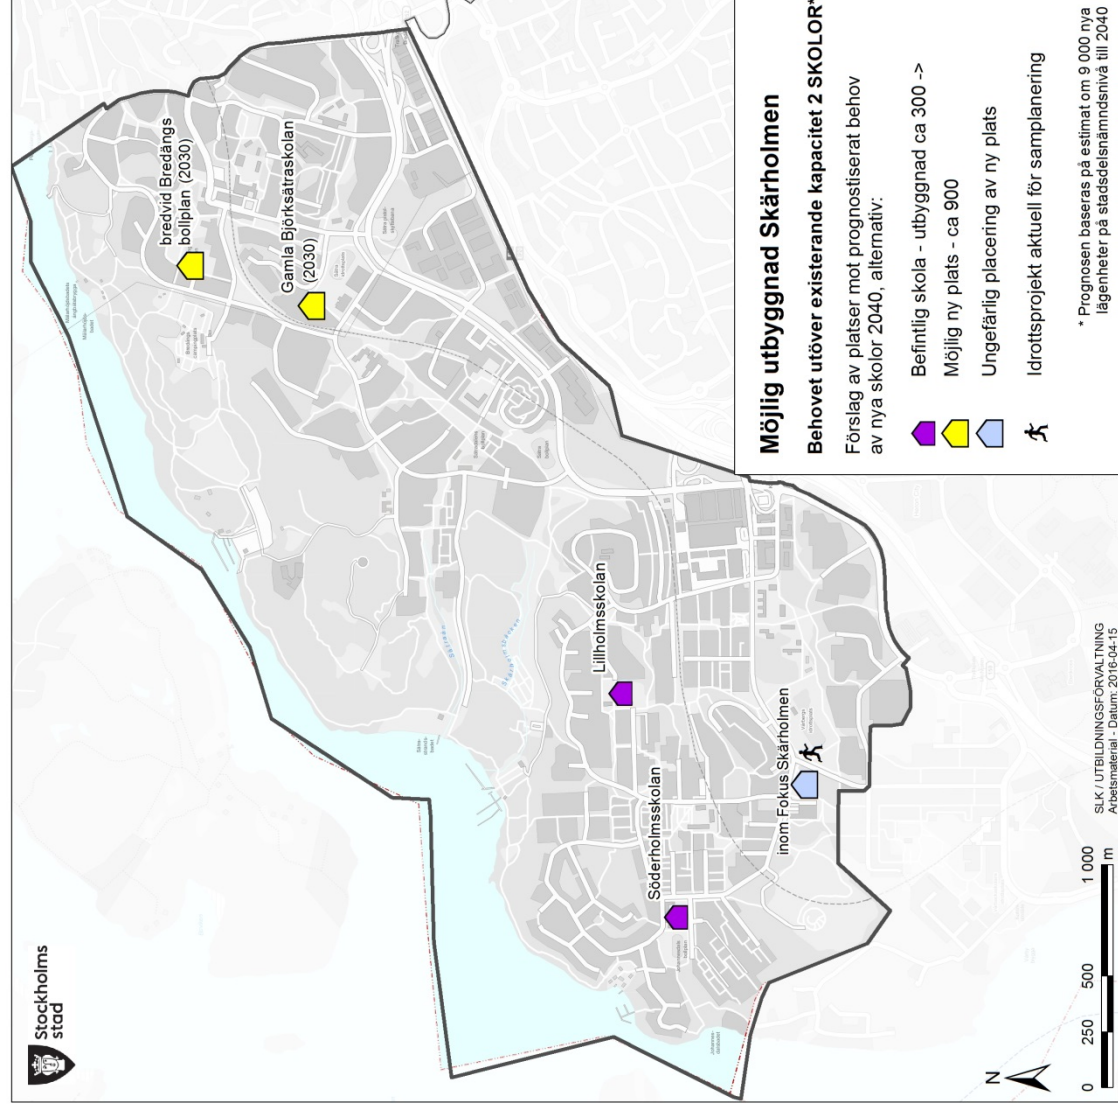 Stockholms
stad
bredvid Bredängs
bollplan (2030)
Gamla Björksätraskolan
(2030)
Lillholmsskolan
Söderholmsskolan
inom Fokus Skärholmen
Möjlig utbyggnad Skärholmen
Behovet utöver existerande kapacitet 2 SKOLOR*
Förslag av platser mot prognostiserat behov
av nya skolor 2040, alternativ:
Befintlig skola - utbyggnad ca 300 ->
Möjlig ny plats - ca 900
Ungefärlig placering av ny plats
Idrottsprojekt aktuell för samplanering
* Prognosen baseras på estimat om 9 000 nya
lägenheter på stadsdelsnämndsnivå till 2040
N
0 250 500 1 000
m
SLK / UTBILDNINGSFÖRVALTNING
Arbetsmaterial - Datum: 2016-04-15